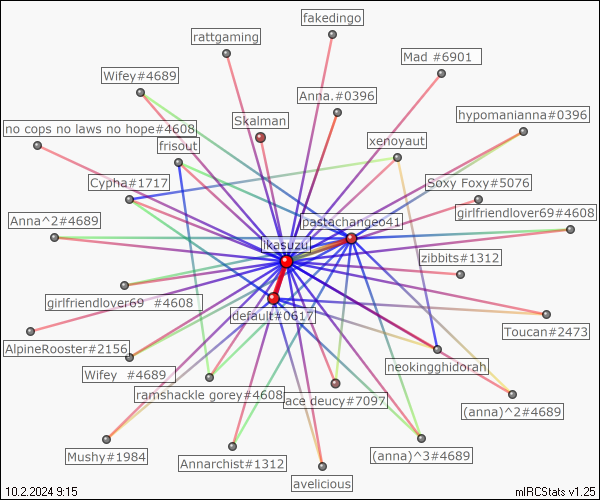 fakedingo
rattgaming
Mad #6901
Wifey#4689
Anna.#0396
hypomanianna#0396
Skalman
no cops no laws no hope#4608
xenoyaut
frisout
Cypha#1717
Soxy Foxy#5076
girlfriendlover69#4608
Anna^2#4689
pastachangeo41
ikasuzu
zibbits#1312
girlfriendlover69 #4608
default#0617
Toucan#2473
AlpineRooster#2156
neokingghidorah
Wifey #4689
ramshackle gorey#4608
ace deucy#7097
(anna)^2#4689
Mushy#1984
Annarchist#1312
(anna)^3#4689
avelicious
10.2.2024 9:15
mIRCStats v1.25